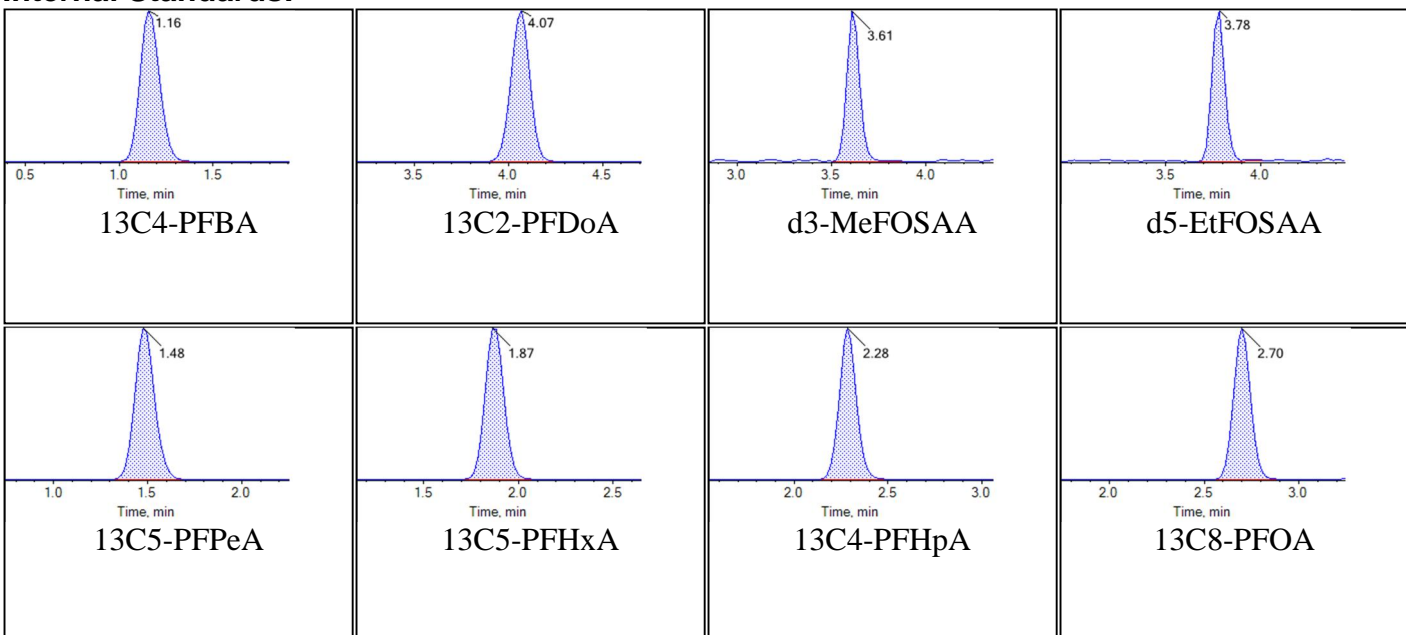 1.16
0.5 1.0 1.5
Time, min
13C4-PFBA
4.07
3.5 4.0 4.5
Time, min
13C2-PFDoA
3.61
3.0 3.5 4.0
Time, min
d3-MeFOSAA
3.78
3.5 4.0
Time, min
d5-EtFOSAA
1.48
1.0 1.5 2.0
Time, min
13C5-PFPeA
1.87
1.5 2.0 2.5
Time, min
13C5-PFHxA
2.28
2.0 2.5 3.0
Time, min
13C4-PFHpA
2.70
2.0 2.5 3.0
Time, min
13C8-PFOA